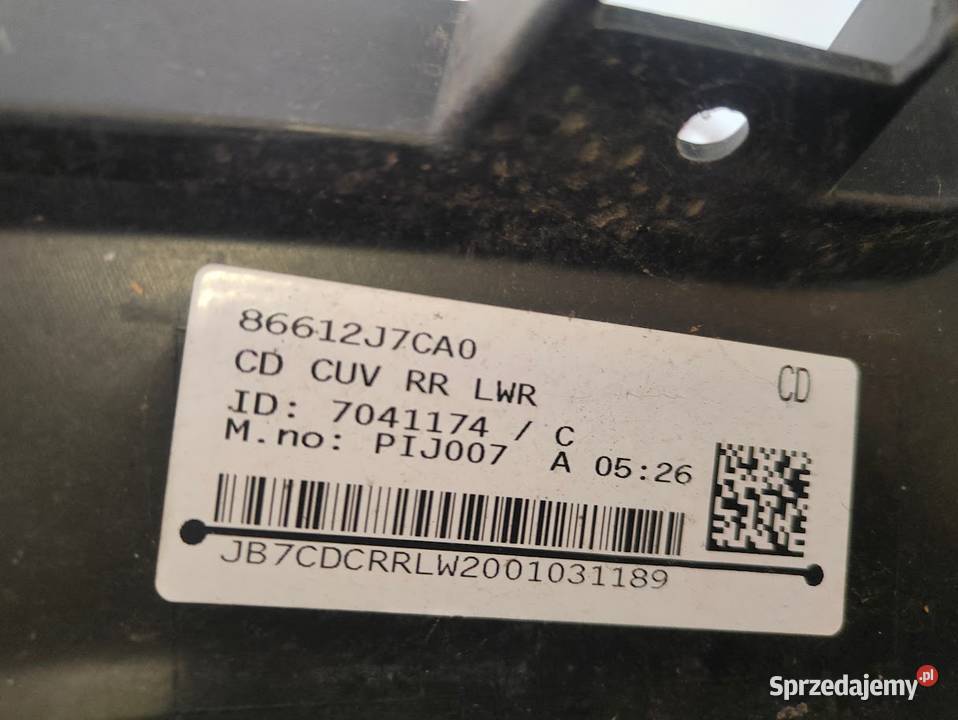 86612J7CA0
CD CUV RR LWR
CD
ID: 7041174 / C
M.no: PIJ007 A 05:26
JB7CDCRRLW2001031189
Sprzedajemy.pl